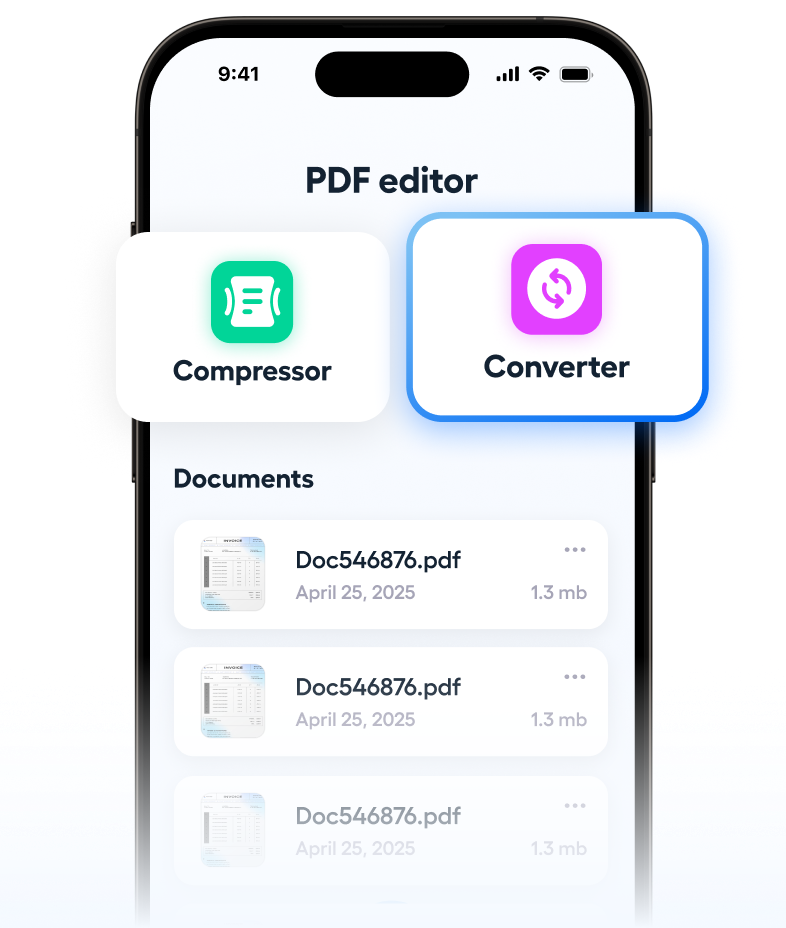 9:41
PDF editor
Compressor
Converter
Documents
INVOICE
Doc546876.pdf
April 25, 2025
1.3 mb
INVOICE
Doc546876.pdf
April 25, 2025
1.3 mb
INVOICE
Doc546876.pdf
April 25, 2025
1.3 mb